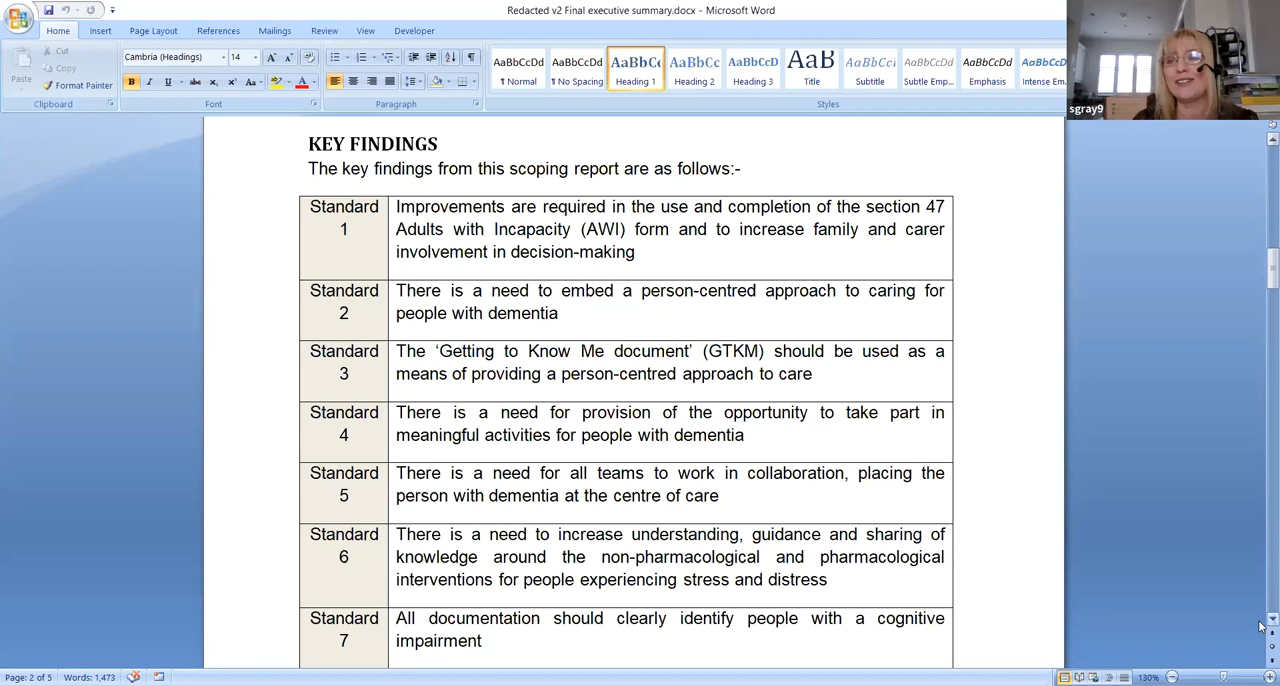 Redacted v2 Final executive summary.docx - Microsoft Word
Home Insert Page Layout References Mailings Review View Developer
Cut
Copy
Paste
Format Painter
Clipboard
Cambria (Headings) 14
Font
Paragraph
AaBbCcDd AaBbCcDd AaBbCc AaBbCc AaBbCcD AaB AaBbCcI AaBbCcDd AaBbCcDd AaBbCcDd
¶ Normal ¶ No Spacing Heading 1 Heading 2 Heading 3 Title Subtitle Subtle Emp... Emphasis Intense Em...
Styles
sgray9
KEY FINDINGS
The key findings from this scoping report are as follows:-
Standard 1
Improvements are required in the use and completion of the section 47
Adults with Incapacity (AWI) form and to increase family and carer
involvement in decision-making
Standard 2
There is a need to embed a person-centred approach to caring for
people with dementia
Standard 3
The ‘Getting to Know Me document’ (GTKM) should be used as a
means of providing a person-centred approach to care
Standard 4
There is a need for provision of the opportunity to take part in
meaningful activities for people with dementia
Standard 5
There is a need for all teams to work in collaboration, placing the
person with dementia at the centre of care
Standard 6
There is a need to increase understanding, guidance and sharing of
knowledge around the non-pharmacological and pharmacological
interventions for people experiencing stress and distress
Standard 7
All documentation should clearly identify people with a cognitive
impairment
Page: 2 of 5 Words: 1,473 130%